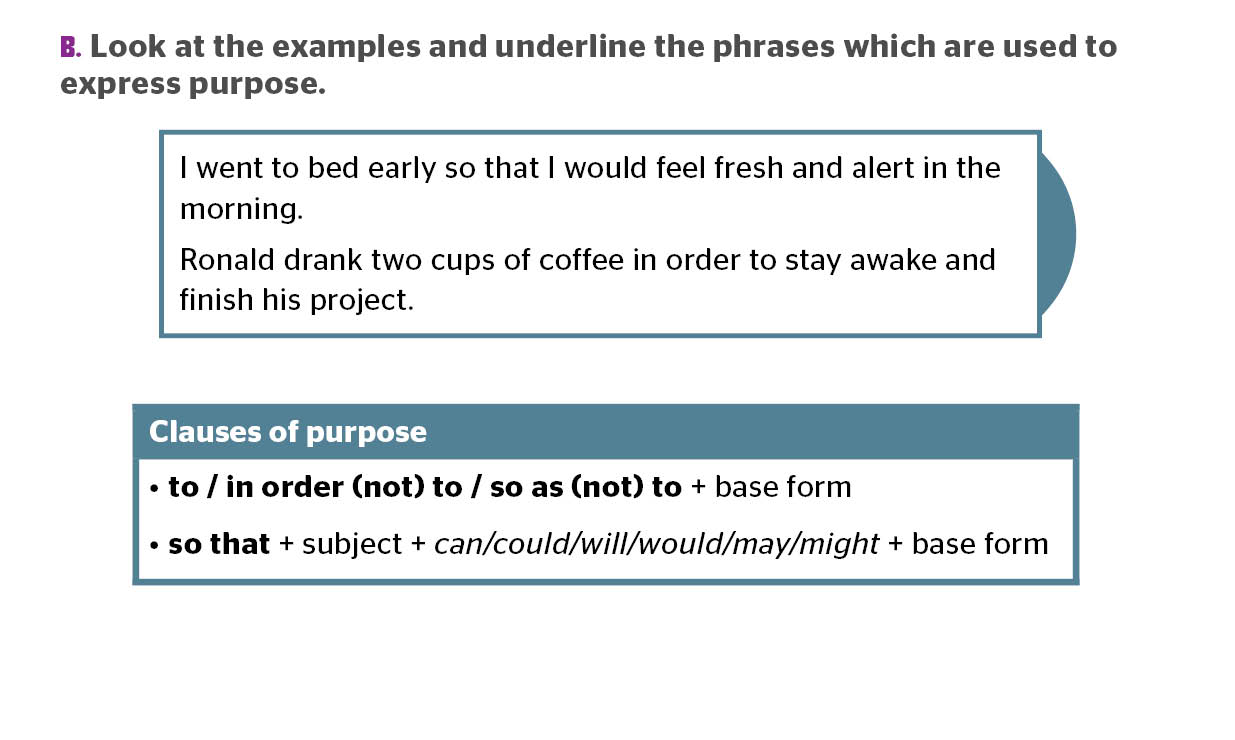 B. Look at the examples and underline the phrases which are used to
express purpose.
I went to bed early so that I would feel fresh and alert in the
morning.
Ronald drank two cups of coffee in order to stay awake and
finish his project.
Clauses of purpose
• to / in order (not) to / so as (not) to + base form
• so that + subject + can/could/will/would/may/might + base form